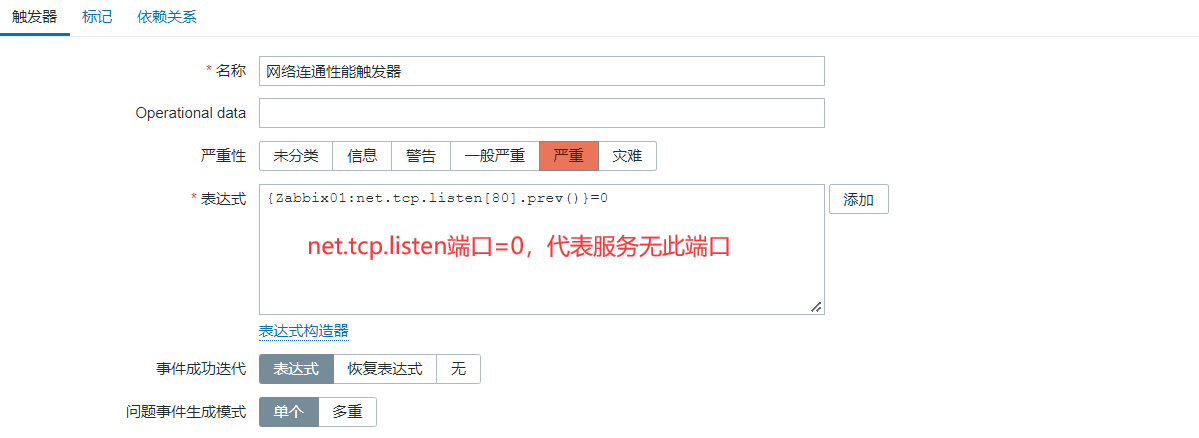 触发器 标记 依赖关系
* 名称 网络连通性能触发器
Operational data
严重性 未分类 信息 警告 一般严重 严重 灾难
* 表达式 {Zabbix01:net.tcp.listen[80].prev()}=0 添加
net.tcp.listen端口=0，代表服务无此端口
表达式构造器
事件成功迭代 表达式 恢复表达式 无
问题事件生成模式 单个 多重